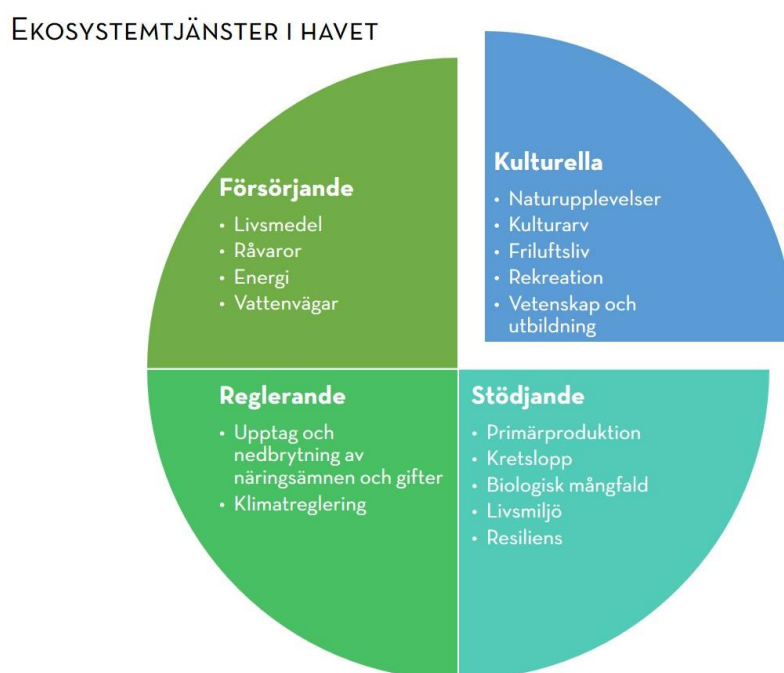 EKOSYSTEMTJÄNSTER I HAVET
Försörjande
• Livsmedel
• Råvaror
• Energi
• Vattenvägar
Kulturella
• Naturupplevelser
• Kulturarv
• Friluftsliv
• Rekreation
• Vetenskap och
utbildning
Reglerande
• Upptag och
nedbrytning av
näringsämnen och gifter
• Klimatreglering
Stödjande
• Primärproduktion
• Kretslopp
• Biologisk mångfald
• Livsmiljö
• Resiliens